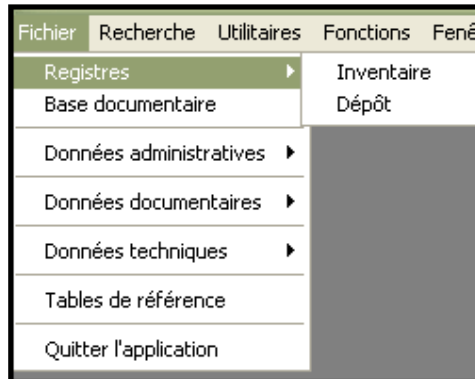 Fichier Recherche Utilitaires Fonctions
Registres Inventaire
Base documentaire Dépôt
Données administratives
Données documentaires
Données techniques
Tables de référence
Quitter l'application